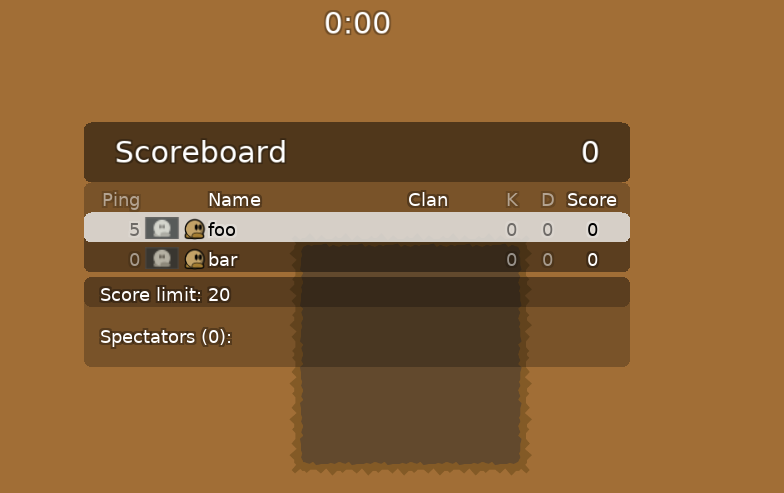 0:00
Scoreboard 0
Ping Name Clan K D Score
5 foo 0 0 0
0 bar 0 0 0
Score limit: 20
Spectators (0):